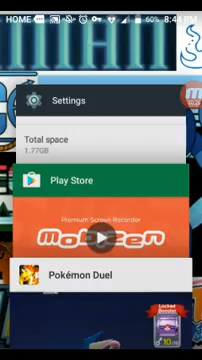 HOME
60% 8:44 PM
Settings
Total space
1.77GB
Play Store
Premium Screen Recorder
mobizen
Pokémon Duel
Locked
Booster